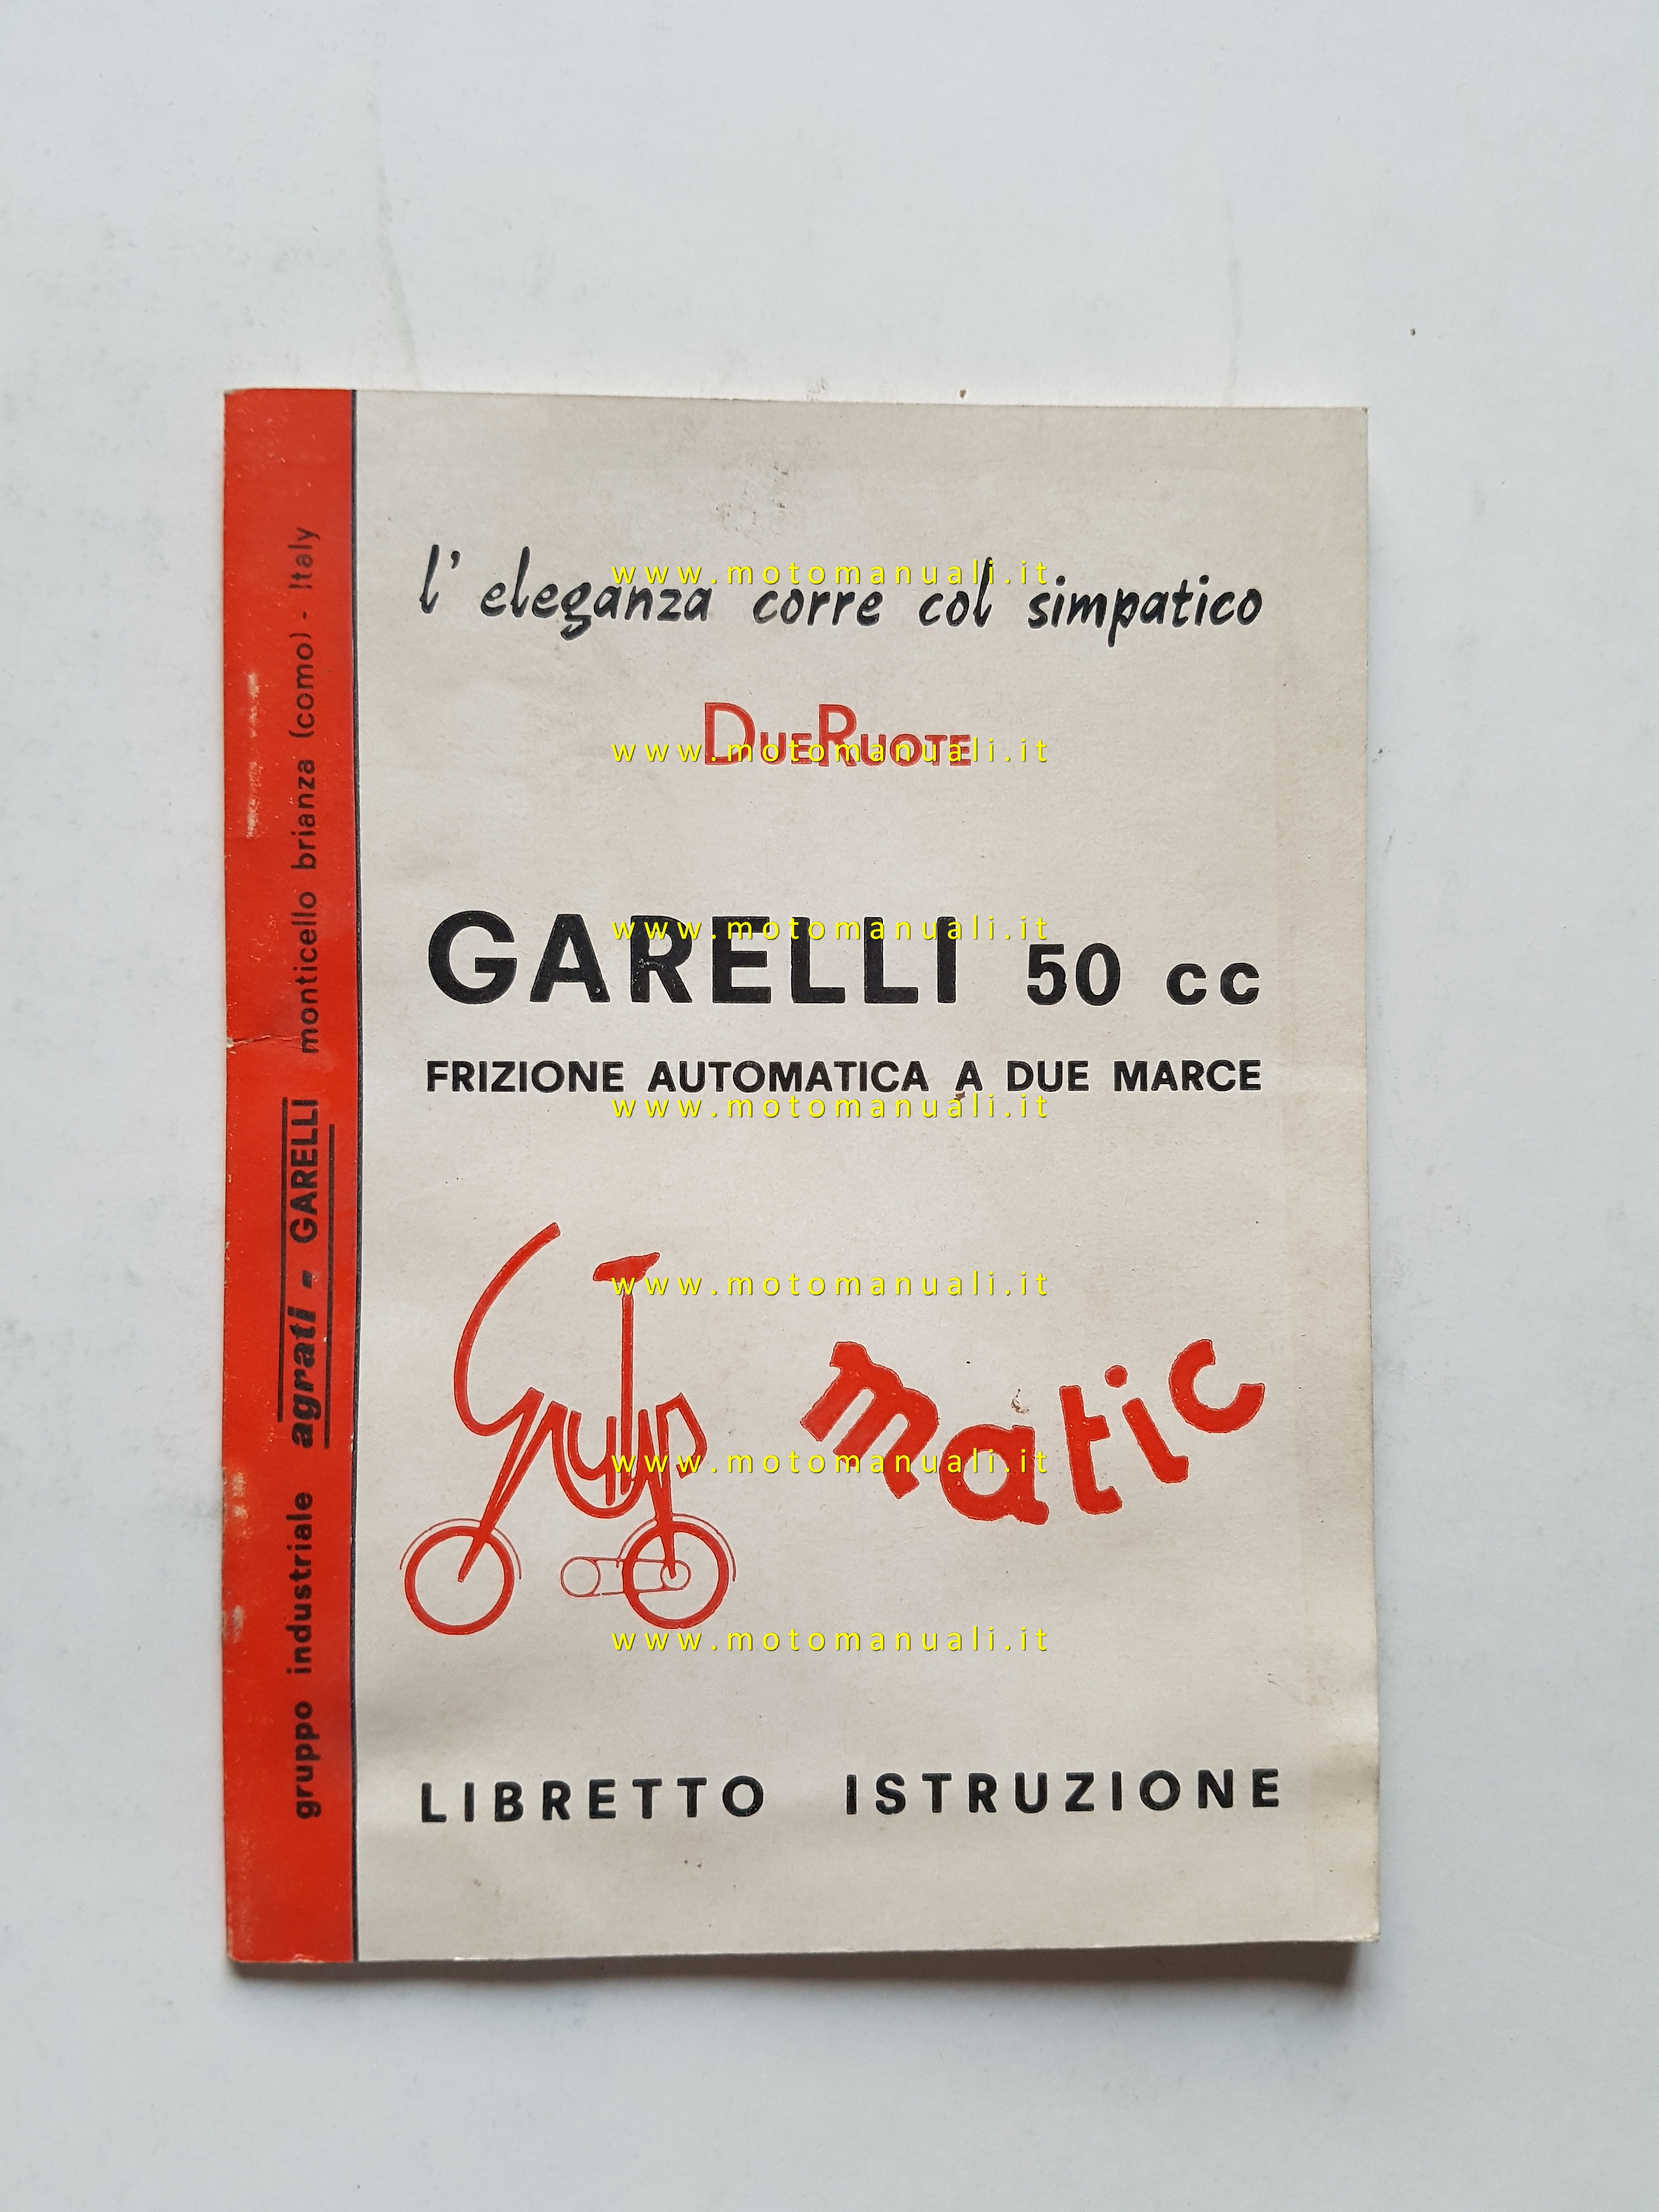 l' eleganza corre col simpatico
www.motomanuali.it
DUERUOTE
www.motomanuali.it
GARELLI 50 cc
www.motomanuali.it
FRIZIONE AUTOMATICA A DUE MARCE
www.motomanuali.it
www.motomanuali.it
Gulp matic
www.motomanuali.it
www.motomanuali.it
LIBRETTO ISTRUZIONE
gruppo industriale agrati - GARELLI monticello brianza (como) - Italy